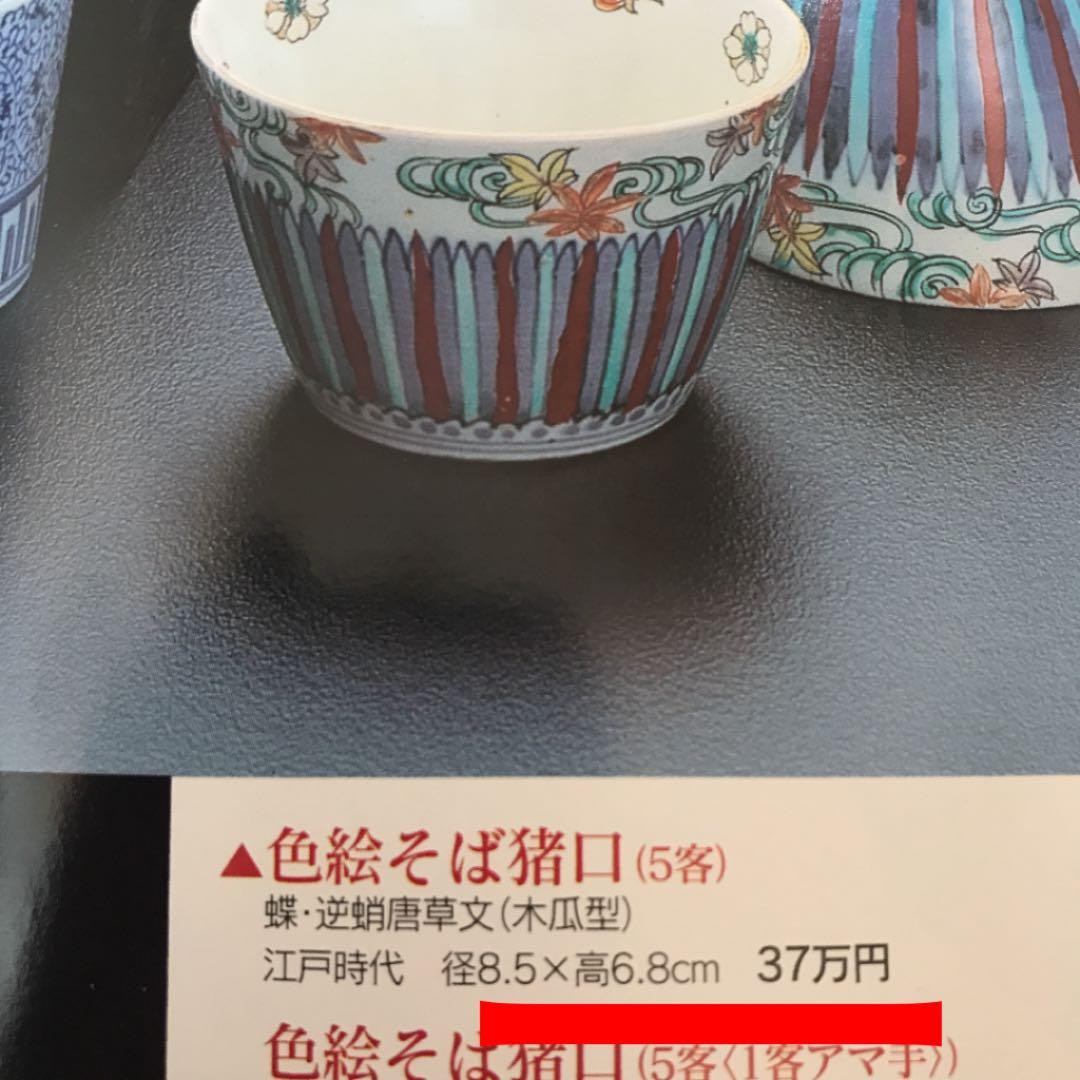 ▲色絵そば猪口(5客)
蝶・逆蛸唐草文(木瓜型)
江戸時代 径8.5×高6.8cm 37万円
色絵そば猪口(5客〈1客アマ手〉)